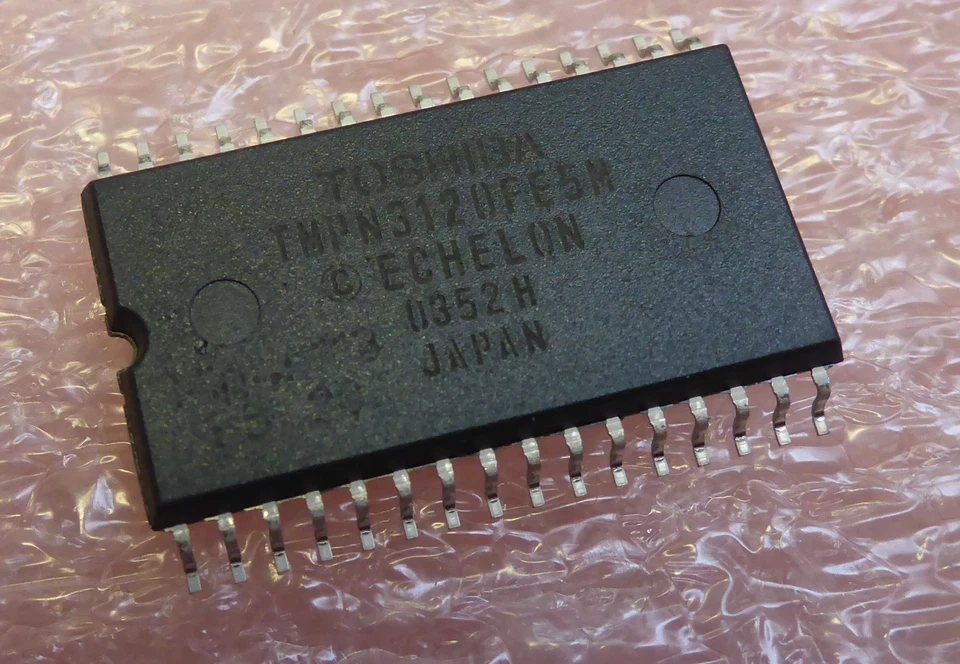 TOSHIBA
TMPN3120FE5M
© ECHELON
0352H
JAPAN